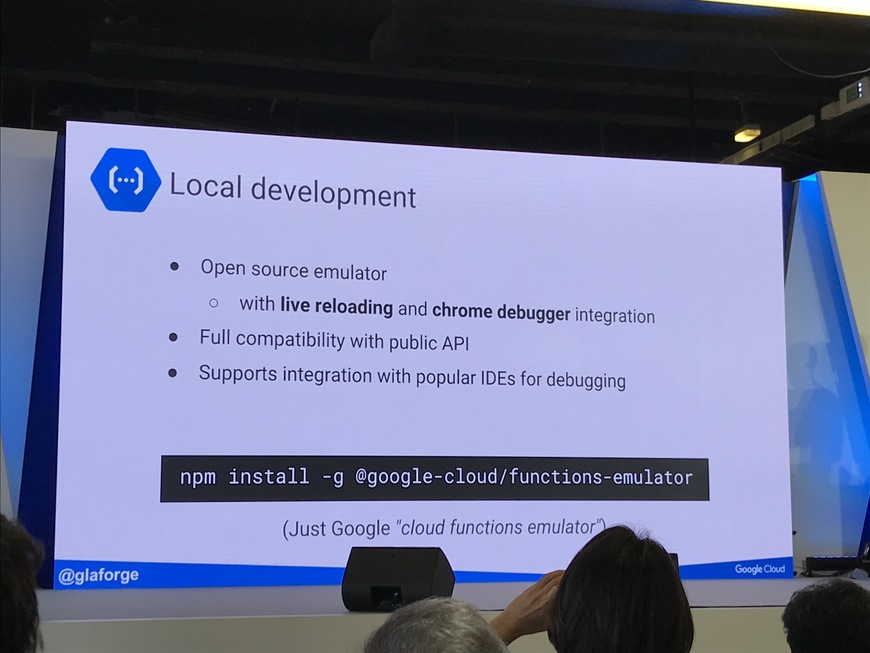 Local development
Open source emulator
with live reloading and chrome debugger integration
Full compatibility with public API
Supports integration with popular IDEs for debugging
npm install -g @google-cloud/functions-emulator
(Just Google "cloud functions emulator")
@glaforge
Google Cloud